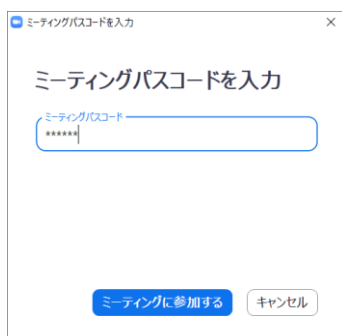 ミーティングパスコードを入力
ミーティングパスコードを入力
ミーティングパスコード
******
ミーティングに参加する
キャンセル